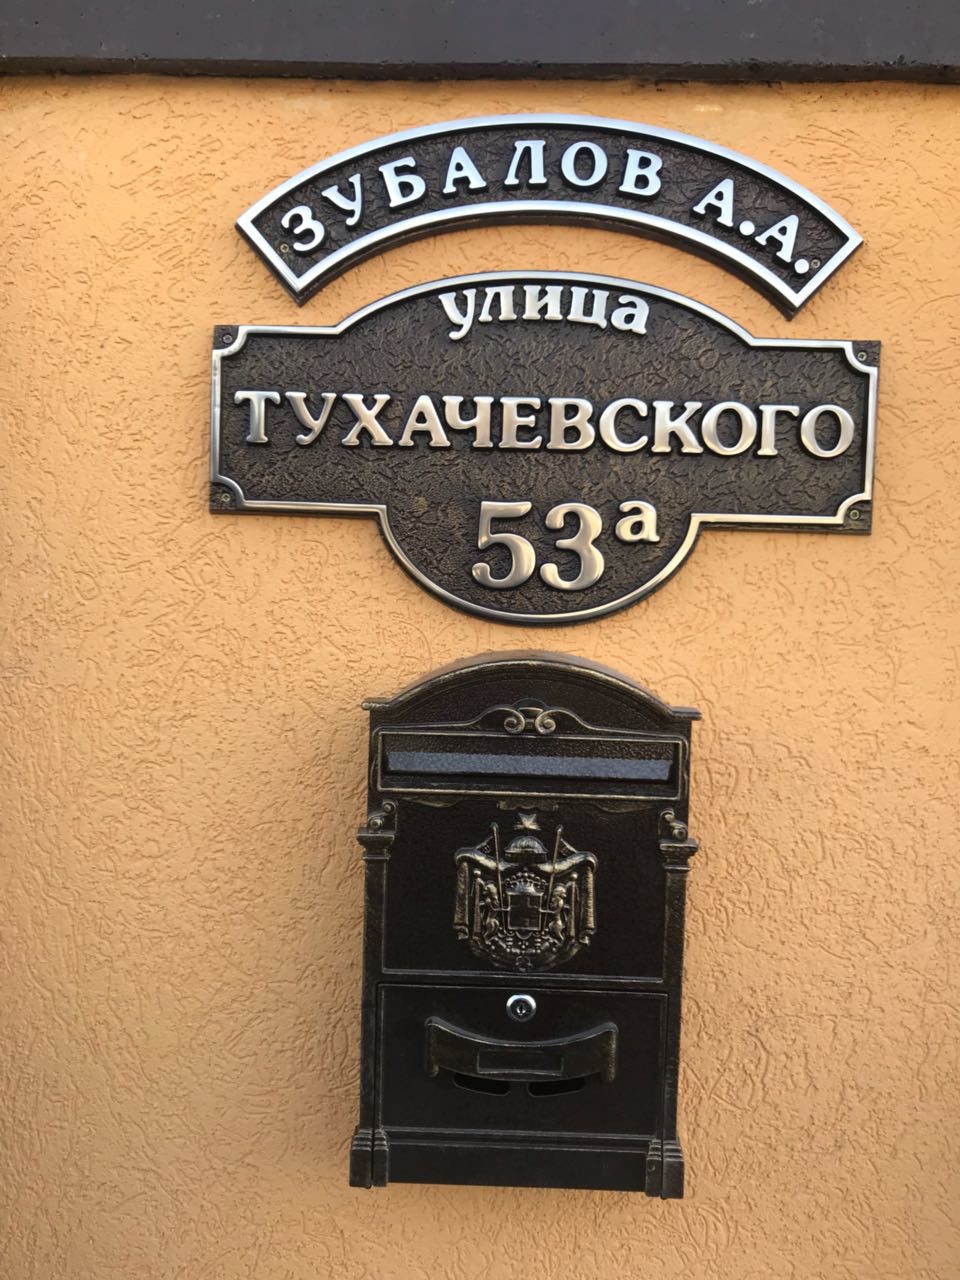 ЗУБАЛОВ А.А.
улица
ТУХАЧЕВСКОГО
53а